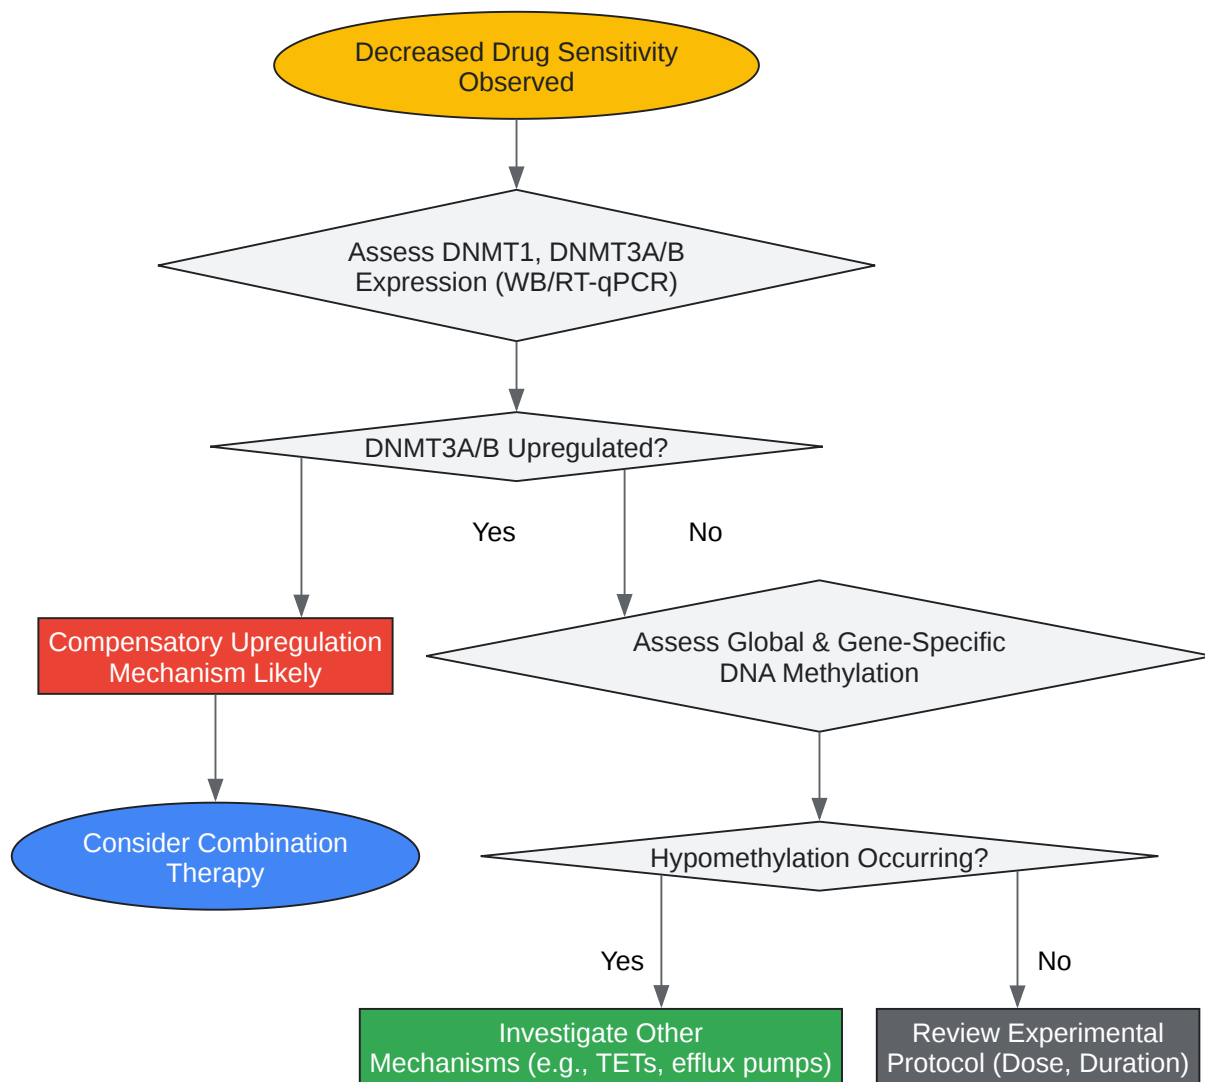 Decreased Drug Sensitivity
Observed
Assess DNMT1, DNMT3A/B
Expression (WB/RT-qPCR)
DNMT3A/B Upregulated?
Yes
No
Compensatory Upregulation
Mechanism Likely
Assess Global & Gene-Specific
DNA Methylation
Consider Combination
Therapy
Hypomethylation Occurring?
Yes
No
Investigate Other
Mechanisms (e.g., TETs, efflux pumps)
Review Experimental
Protocol (Dose, Duration)